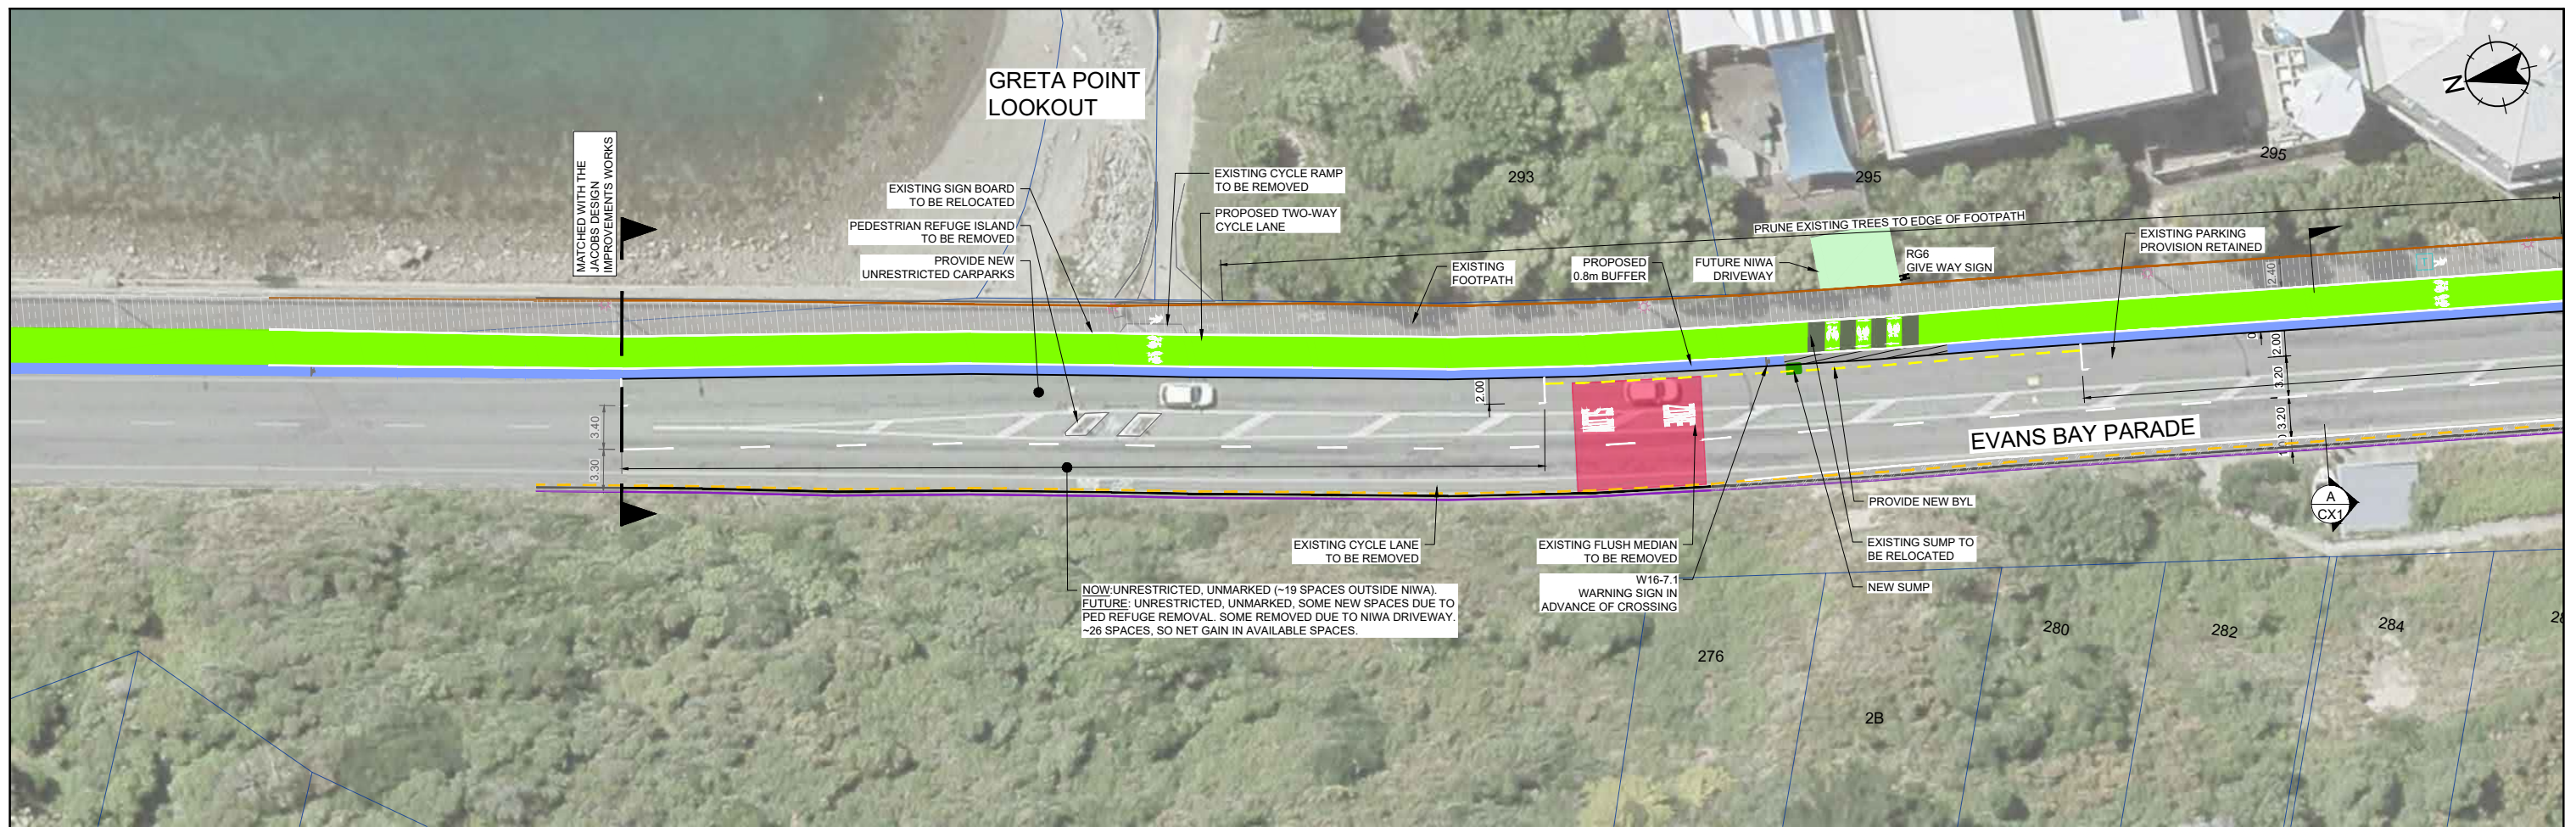 GRETA POINT
LOOKOUT
N
MATCHED WITH THE
JACOBS DESIGN
IMPROVEMENTS WORKS
EXISTING SIGN BOARD
TO BE RELOCATED
PEDESTRIAN REFUGE ISLAND
TO BE REMOVED
PROVIDE NEW
UNRESTRICTED CARPARKS
EXISTING CYCLE RAMP
TO BE REMOVED
PROPOSED TWO-WAY
CYCLE LANE
293
295
295
PRUNE EXISTING TREES TO EDGE OF FOOTPATH
EXISTING
FOOTPATH
PROPOSED
0.8m BUFFER
FUTURE NIWA
DRIVEWAY
RG6
GIVE WAY SIGN
EXISTING PARKING
PROVISION RETAINED
2.40
2.00
3.20
3.20
2.00
3.40
3.30
SLOW
ZONE
EVANS BAY PARADE
A
CX1
PROVIDE NEW BYL
EXISTING SUMP TO
BE RELOCATED
NEW SUMP
EXISTING CYCLE LANE
TO BE REMOVED
EXISTING FLUSH MEDIAN
TO BE REMOVED
W16-7.1
WARNING SIGN IN
ADVANCE OF CROSSING
NOW:UNRESTRICTED, UNMARKED (~19 SPACES OUTSIDE NIWA).
FUTURE: UNRESTRICTED, UNMARKED, SOME NEW SPACES DUE TO
PED REFUGE REMOVAL. SOME REMOVED DUE TO NIWA DRIVEWAY.
~26 SPACES, SO NET GAIN IN AVAILABLE SPACES.
276
280
282
284
2B